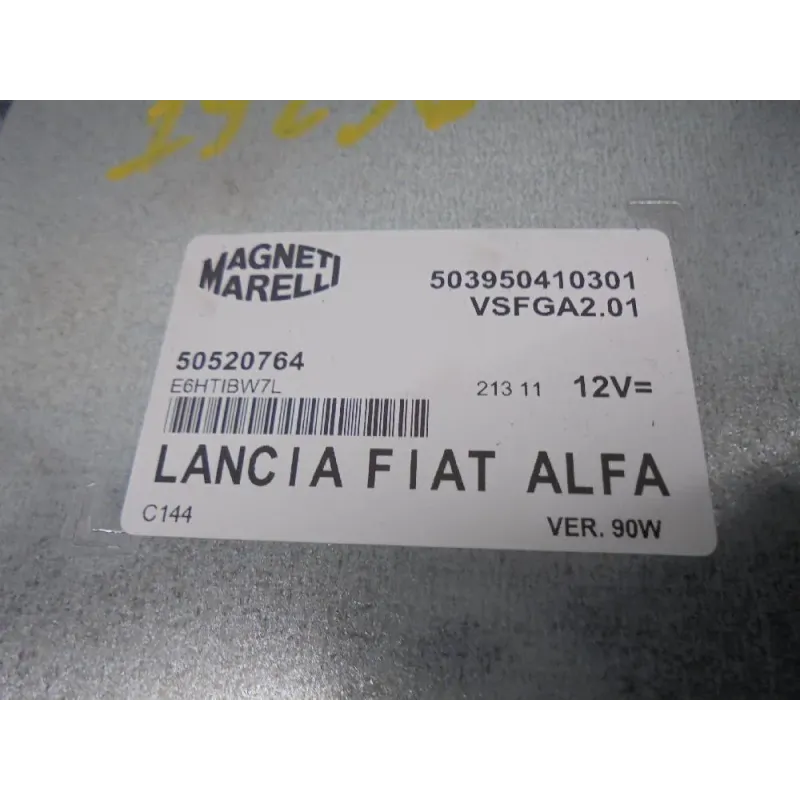 MAGNETI
MARELLI
503950410301
VSFGA2.01
50520764
E6HTIBW7L
213 11 12V=
LANCIA FIAT ALFA
C144
VER. 90W